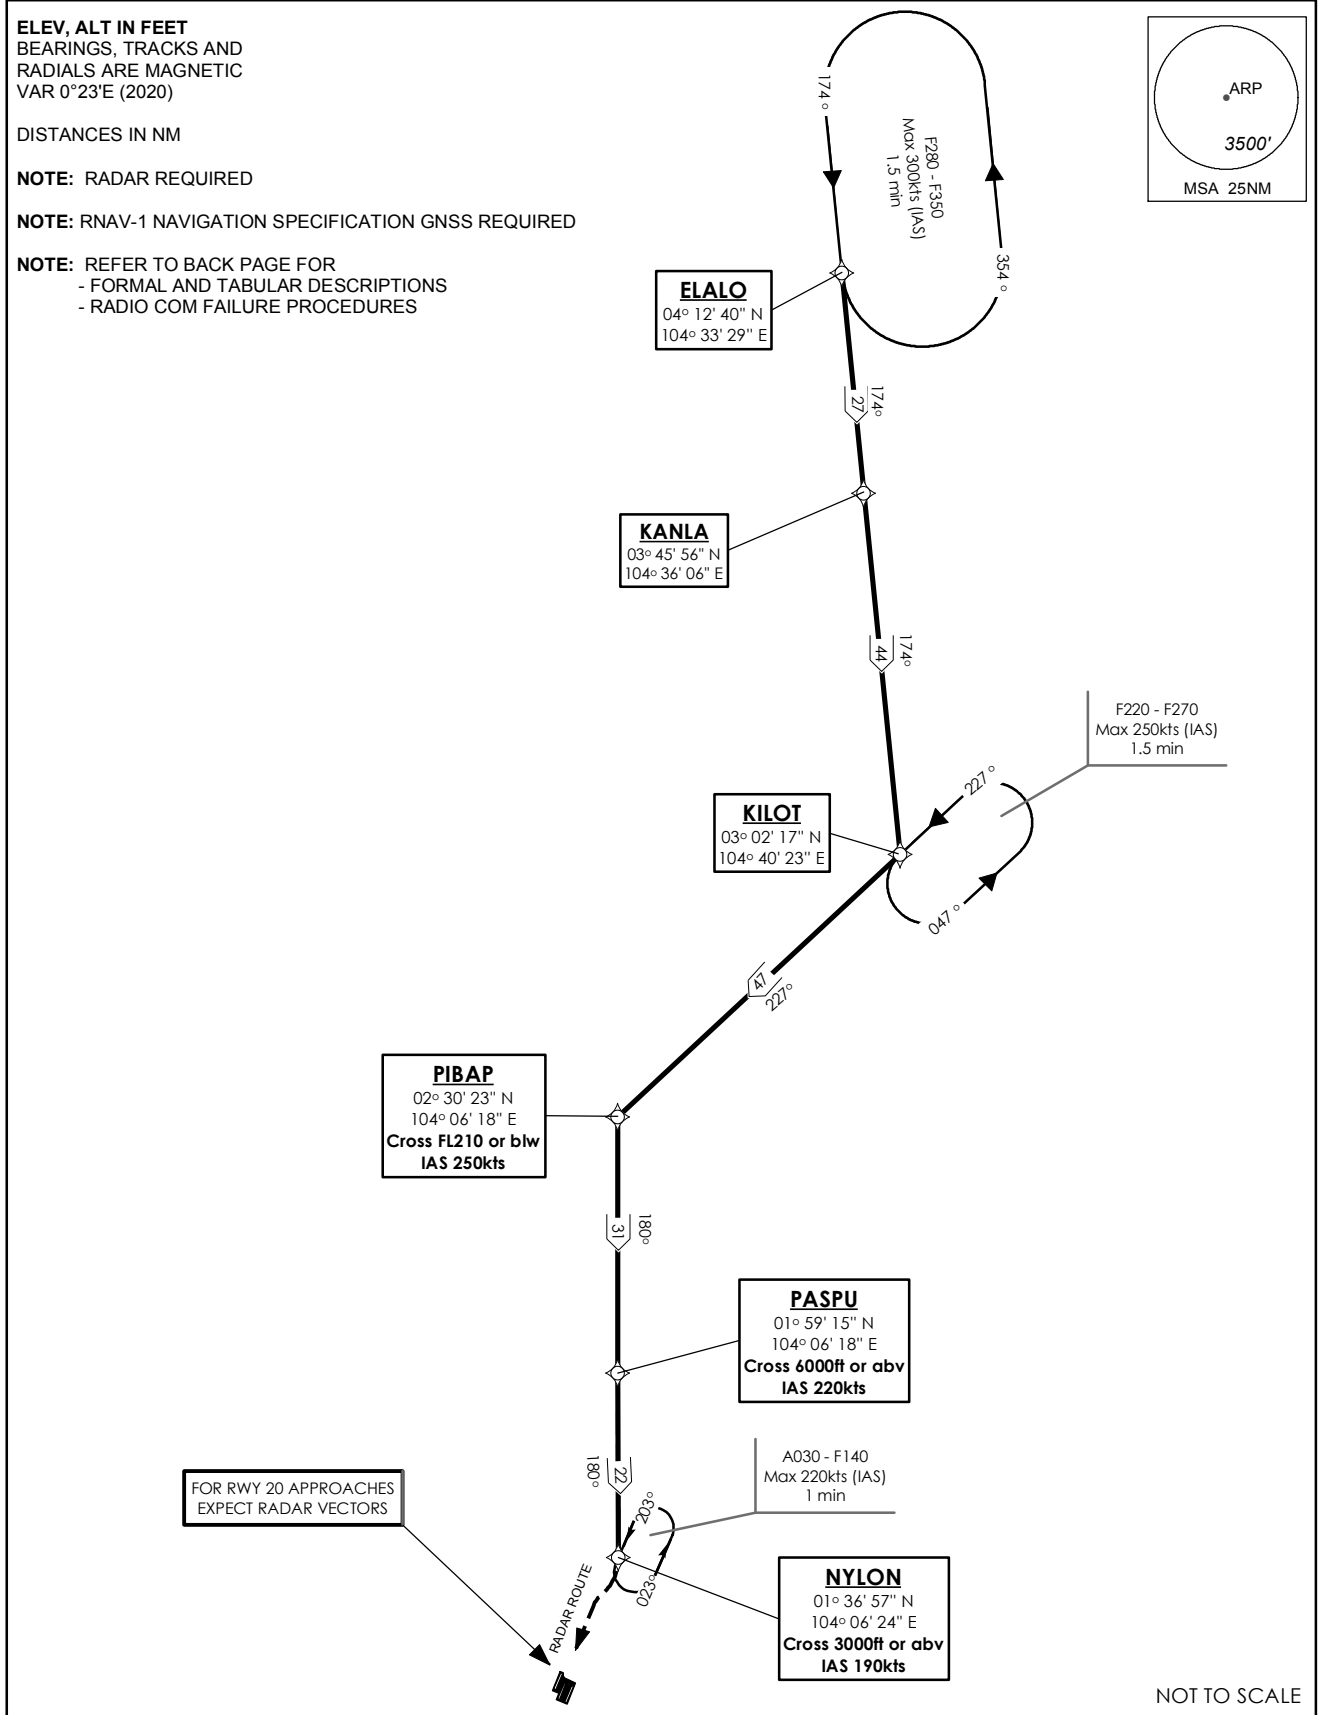 ELEV, ALT IN FEET
BEARINGS, TRACKS AND
RADIALS ARE MAGNETIC
VAR 0°23'E (2020)
DISTANCES IN NM
NOTE: RADAR REQUIRED
NOTE: RNAV-1 NAVIGATION SPECIFICATION GNSS REQUIRED
NOTE: REFER TO BACK PAGE FOR
- FORMAL AND TABULAR DESCRIPTIONS
- RADIO COM FAILURE PROCEDURES
ARP
3500'
MSA 25NM
174°
F280 - F350
Max 300kts (IAS)
1.5 min
354°
ELALO
04° 12' 40" N
104° 33' 29" E
27
174°
KANLA
03° 45' 56" N
104° 36' 06" E
44
174°
F220 - F270
Max 250kts (IAS)
1.5 min
227°
047°
KILOT
03° 02' 17" N
104° 40' 23" E
47
227°
PIBAP
02° 30' 23" N
104° 06' 18" E
Cross FL210 or blw
IAS 250kts
31
180°
PASPU
01° 59' 15" N
104° 06' 18" E
Cross 6000ft or abv
IAS 220kts
22
180°
A030 - F140
Max 220kts (IAS)
1 min
203°
023°
FOR RWY 20 APPROACHES
EXPECT RADAR VECTORS
RADAR ROUTE
NYLON
01° 36' 57" N
104° 06' 24" E
Cross 3000ft or abv
IAS 190kts
NOT TO SCALE